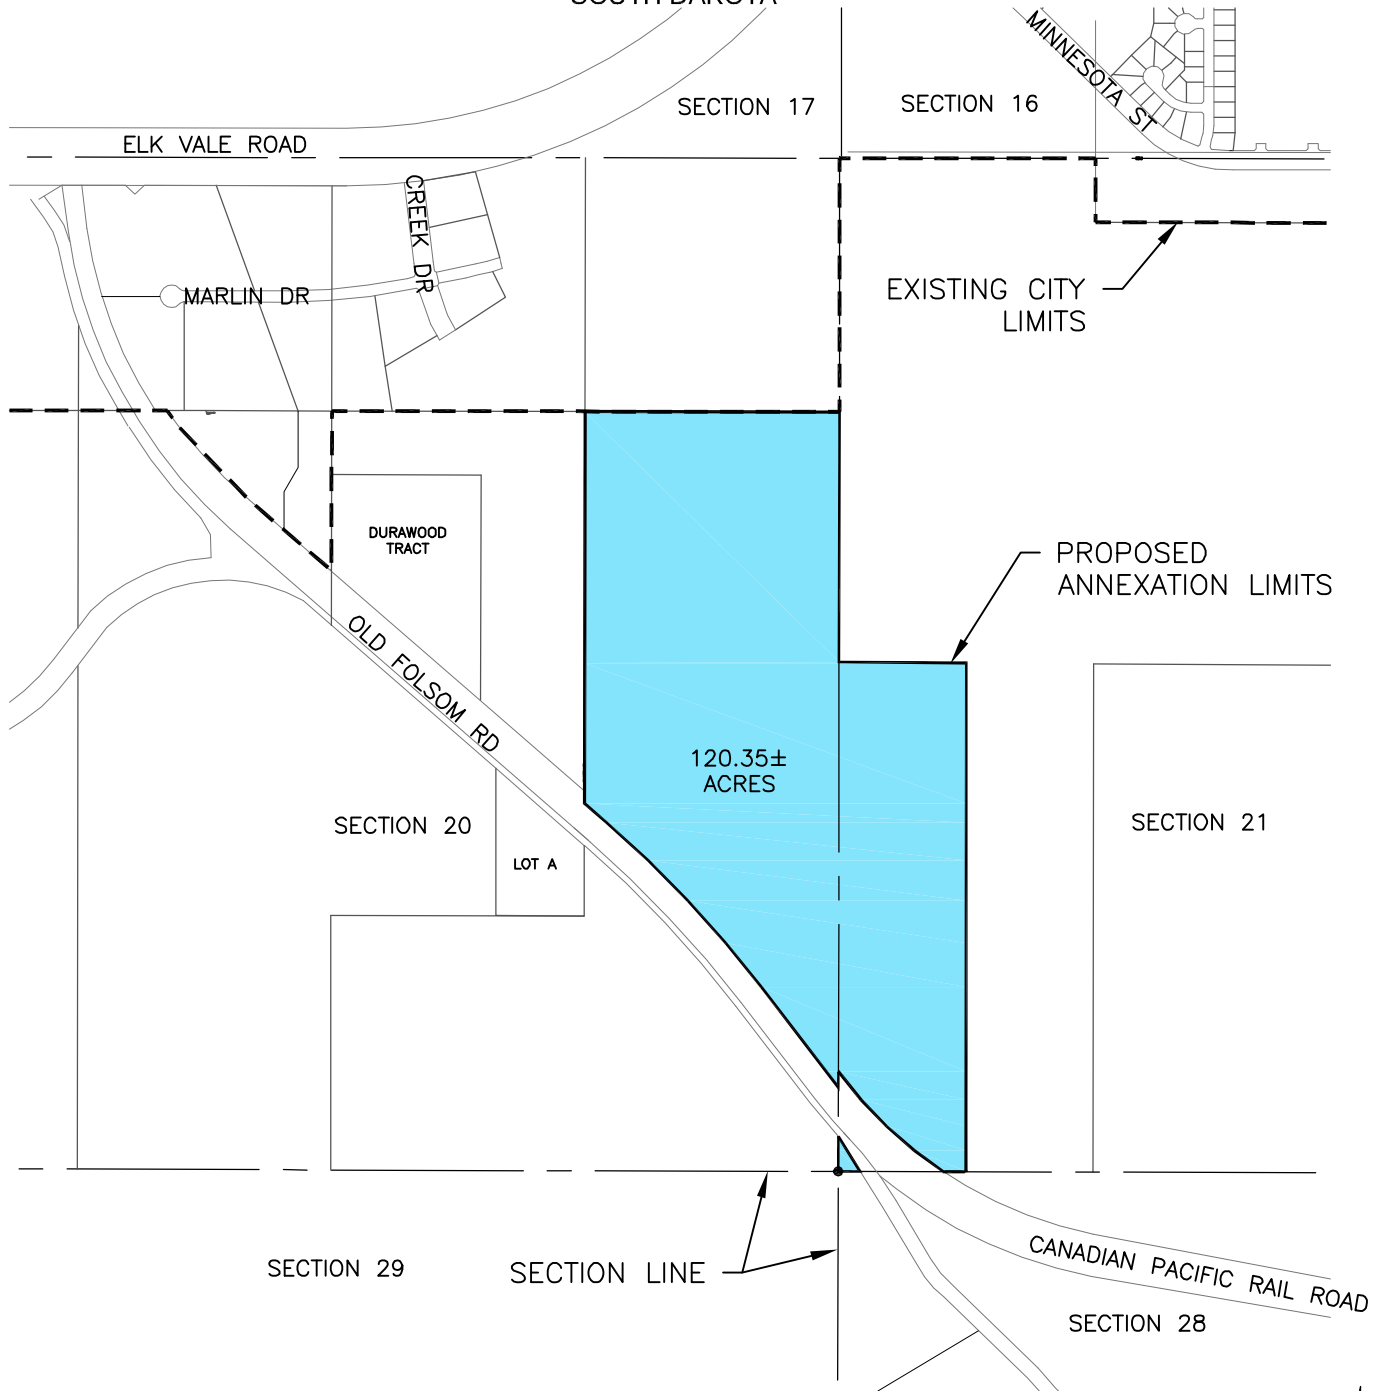 SOUTH DAKOTA
MINNESOTA ST
SECTION 17
SECTION 16
ELK VALE ROAD
CREEK DR
MARLIN DR
EXISTING CITY
LIMITS
DURAWOOD
TRACT
PROPOSED
ANNEXATION LIMITS
OLD FOLSOM RD
120.35±
ACRES
SECTION 20
SECTION 21
LOT A
SECTION 29
SECTION LINE
CANADIAN PACIFIC RAIL ROAD
SECTION 28